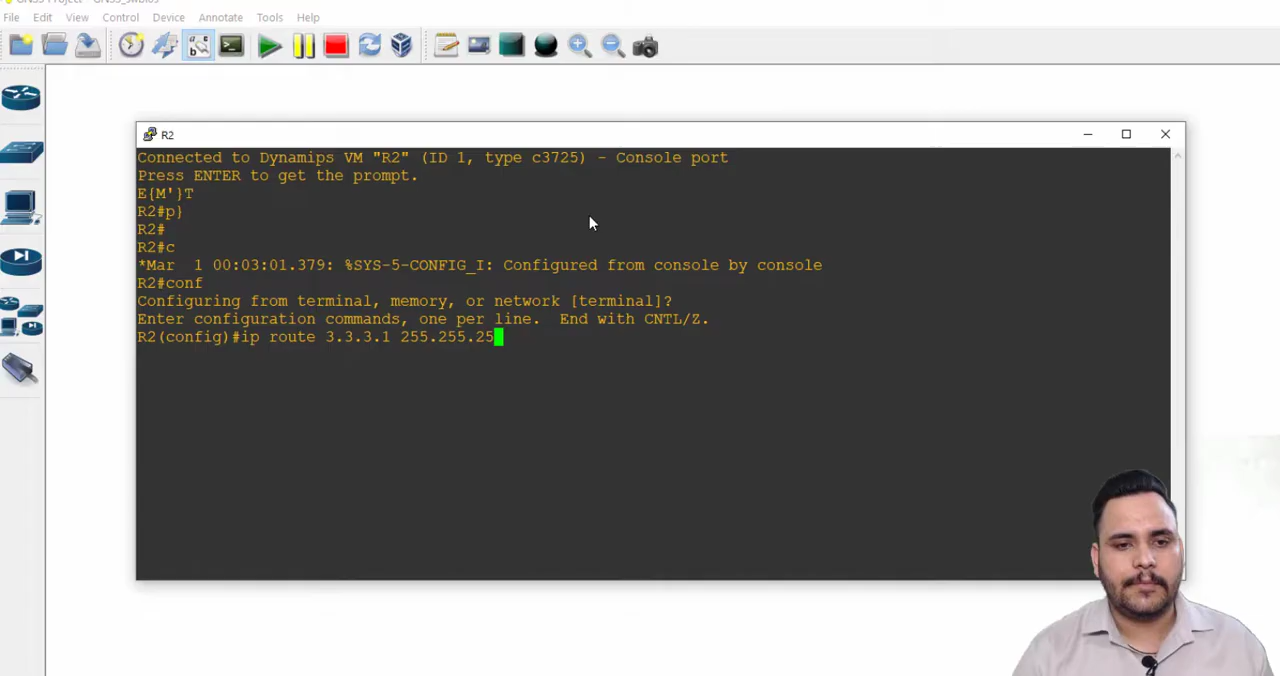 File Edit View Control Device Annotate Tools Help
R2
Connected to Dynamips VM "R2" (ID 1, type c3725) - Console port
Press ENTER to get the prompt.
E{M'}T
R2#p}
R2#
R2#c
*Mar  1 00:03:01.379: %SYS-5-CONFIG_I: Configured from console by console
R2#conf
Configuring from terminal, memory, or network [terminal]?
Enter configuration commands, one per line.  End with CNTL/Z.
R2(config)#ip route 3.3.3.1 255.255.25